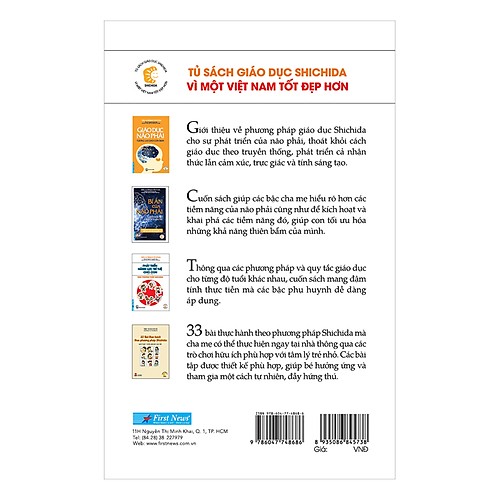 TỦ SÁCH GIÁO DỤC SHICHIDA
VÌ MỘT VIỆT NAM TỐT ĐẸP HƠN
SHICHIDA
GIÁO DỤC
NÃO PHẢI
Giới thiệu về phương pháp giáo dục Shichida
cho sự phát triển của não phải, thoát khỏi cách
giáo dục theo truyền thống, phát triển cả nhận
thức lẫn cảm xúc, trực giác và tính sáng tạo.
BÍ ẨN
CỦA
NÃO PHẢI
Cuốn sách giúp các bậc cha mẹ hiểu rõ hơn các
tiềm năng của não phải cũng như để kích hoạt và
khai phá các tiềm năng đó, giúp con tối ưu hóa
những khả năng thiên bẩm của mình.
Thông qua các phương pháp và quy tắc giáo dục
cho từng độ tuổi khác nhau, cuốn sách mang đậm
tính thực tiễn mà các bậc phụ huynh dễ dàng
áp dụng.
33 bài thực hành theo phương pháp Shichida mà
cha mẹ có thể thực hiện ngay tại nhà thông qua các
trò chơi hữu ích phù hợp với tâm lý trẻ nhỏ. Các bài
tập được thiết kế phù hợp, giúp bé hưởng ứng và
tham gia một cách tự nhiên, đầy hứng thú.
First News
11H Nguyễn Thị Minh Khai, Q. 1, TP. HCM
Tel: (84.28) 38 227979
Web: www.firstnews.com.vn
ISBN 978-604-77-4868-6
9 786047 748686
8 935086 845738
Giá: VNĐ